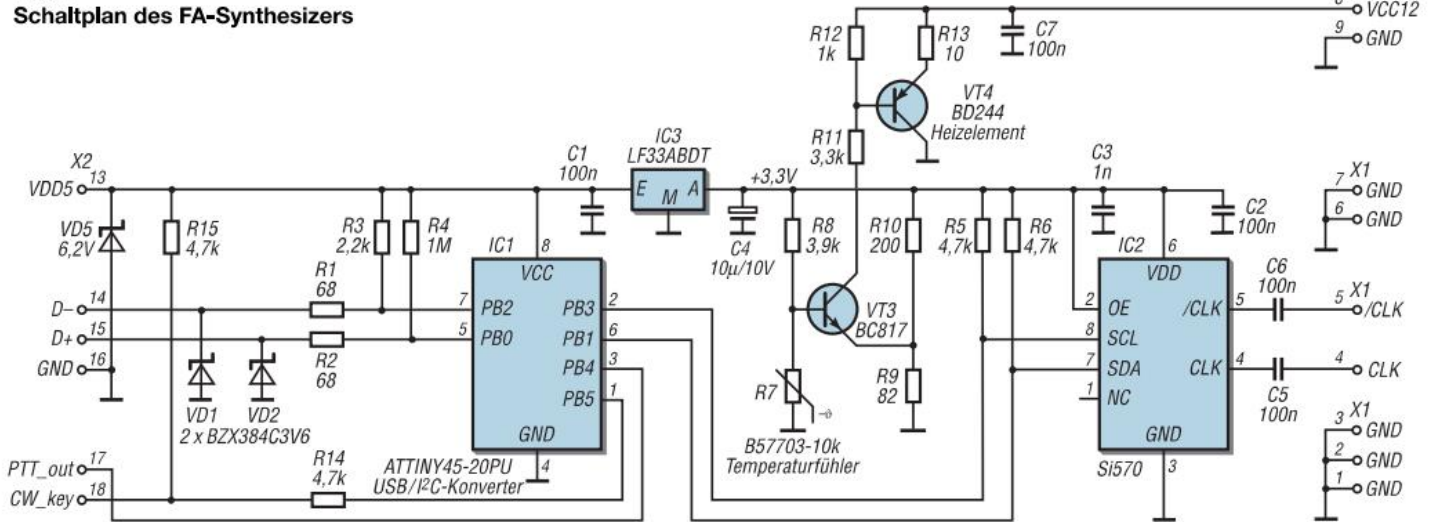 Schaltplan des FA-Synthesizers
VCC12
9
GND
R12
1k
R13
10
C7
100n
VT4
BD244
Heizelement
R11
3,3k
X2
13
VDD5
VD5
6,2V
R15
4,7k
R3
2,2k
R4
1M
IC1
8
C1
100n
IC3
LF33ABDT
E
M
A
+3,3V
C4
10µ/10V
R8
3,9k
R10
200
R5
4,7k
R6
4,7k
C3
1n
IC2
6
C2
100n
7
X1
GND
6
GND
14
D–
15
D+
16
GND
R1
68
R2
68
VD1
VD2
2 x BZX384C3V6
VCC
7
PB2
5
PB0
PB3
2
PB1
6
PB4
3
PB5
1
GND
4
ATTINY45-20PU
USB/I²C-Konverter
VT3
BC817
R7
-ϑ
B57703-10k
Temperaturfühler
R9
82
VDD
2
OE
8
SCL
7
SDA
1
NC
/CLK
5
CLK
4
GND
3
Si570
C6
100n
5
X1
/CLK
C5
100n
4
CLK
X1
3
GND
2
GND
1
GND
17
PTT_out
18
CW_key
R14
4,7k